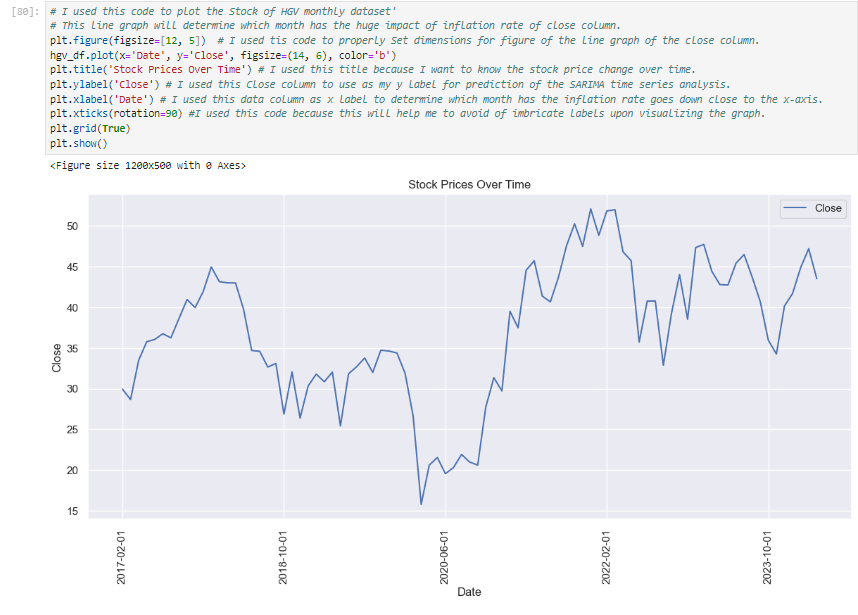 [80]: # I used this code to plot the Stock of HGV monthly dataset'
# This line graph will determine which month has the huge impact of inflation rate of close column.
plt.figure(figsize=[12, 5])  # I used tis code to properly Set dimensions for figure of the line graph of the close column.
hgv_df.plot(x='Date', y='Close', figsize=(14, 6), color='b')
plt.title('Stock Prices Over Time') # I used this title because I want to know the stock price change over time.
plt.ylabel('Close') # I used this Close column to use as my y label for prediction of the SARIMA time series analysis.
plt.xlabel('Date') # I used this data column as x label to determine which month has the inflation rate goes down close to the x-axis.
plt.xticks(rotation=90) #I used this code because this will help me to avoid of imbricate labels upon visualizing the graph.
plt.grid(True)
plt.show()
<Figure size 1200x500 with 0 Axes>
Stock Prices Over Time
Close
50
45
40
35
30
25
20
15
Close
2017-02-01
2018-10-01
2020-06-01
2022-02-01
2023-10-01
Date